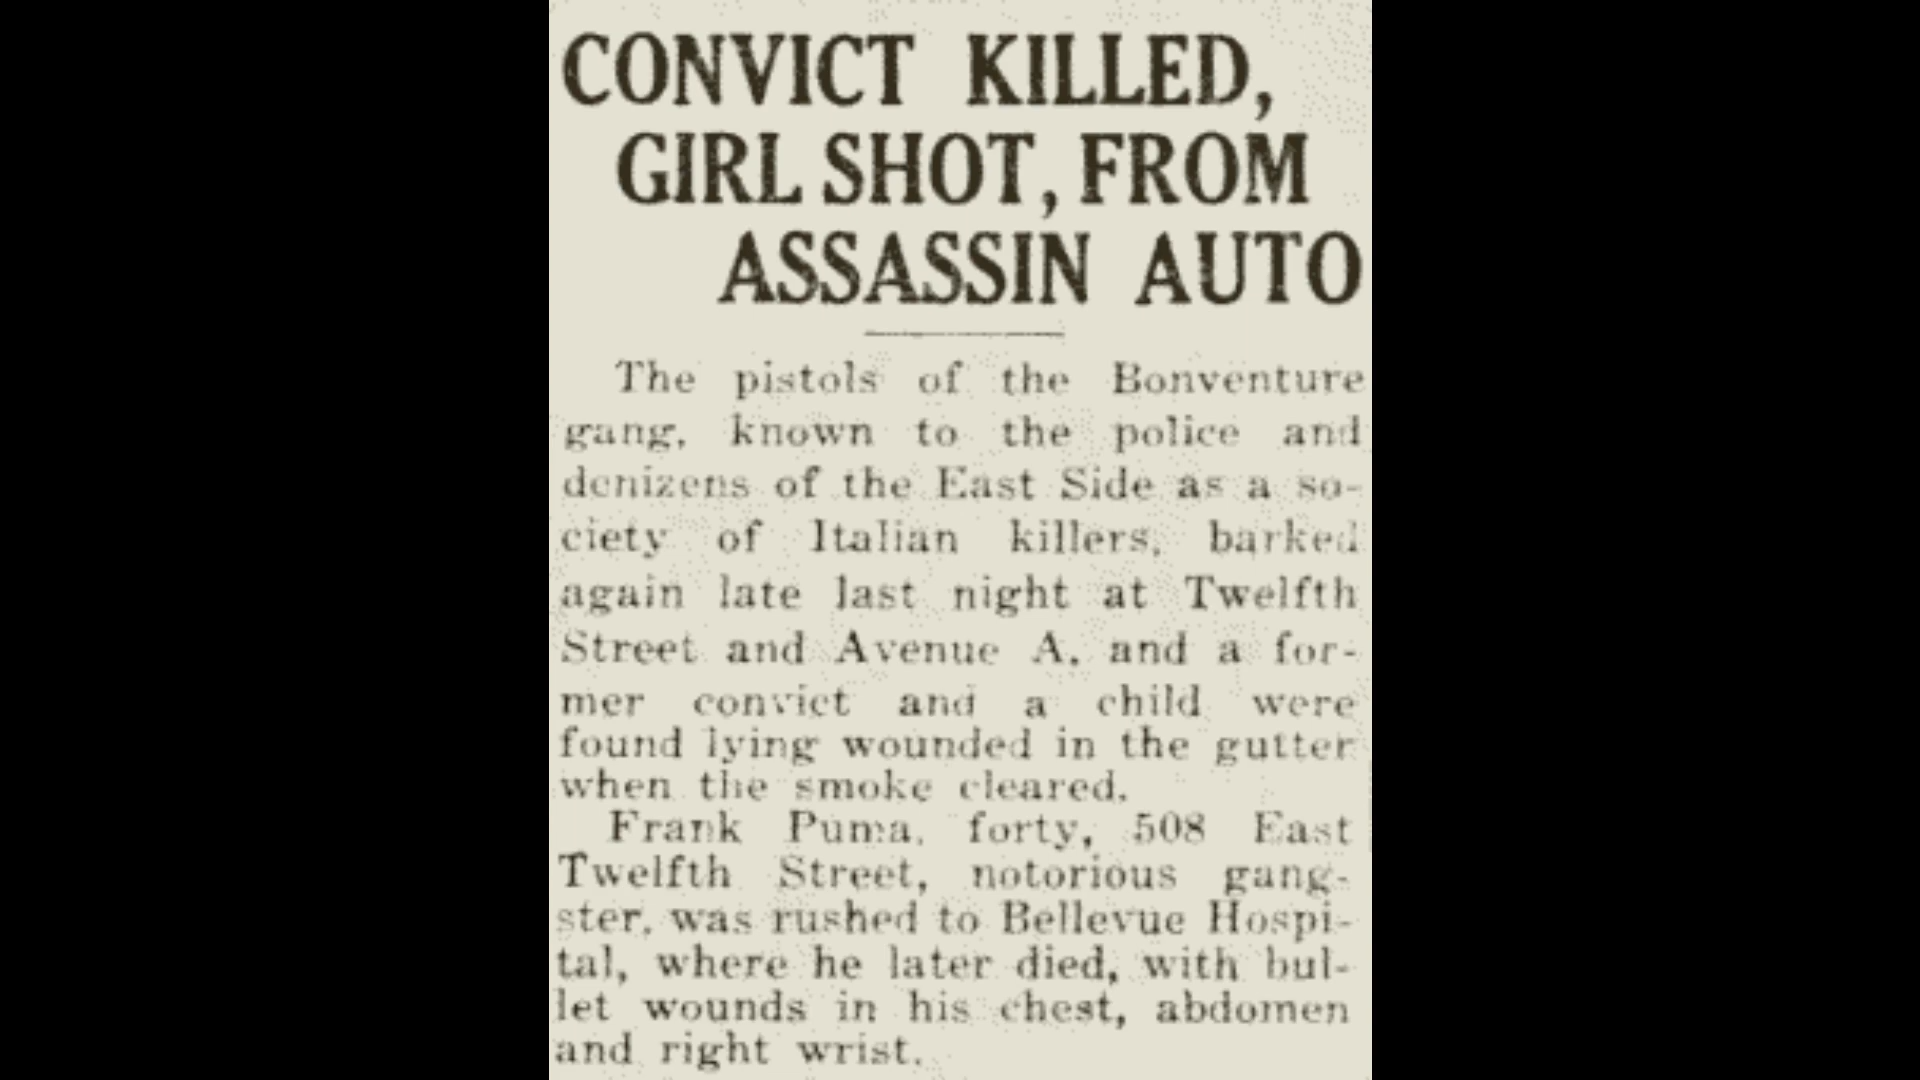 CONVICT KILLED,
GIRL SHOT, FROM
ASSASSIN AUTO
The pistols of the Bonventure
gang, known to the police and
denizens of the East Side as a so-
ciety of Italian killers, barked
again late last night at Twelfth
Street and Avenue A, and a for-
mer convict and a child were
found lying wounded in the gutter
when the smoke cleared.
Frank Puma, forty, 508 East
Twelfth Street, notorious gang-
ster, was rushed to Bellevue Hospi-
tal, where he later died, with bul-
let wounds in his chest, abdomen
and right wrist.